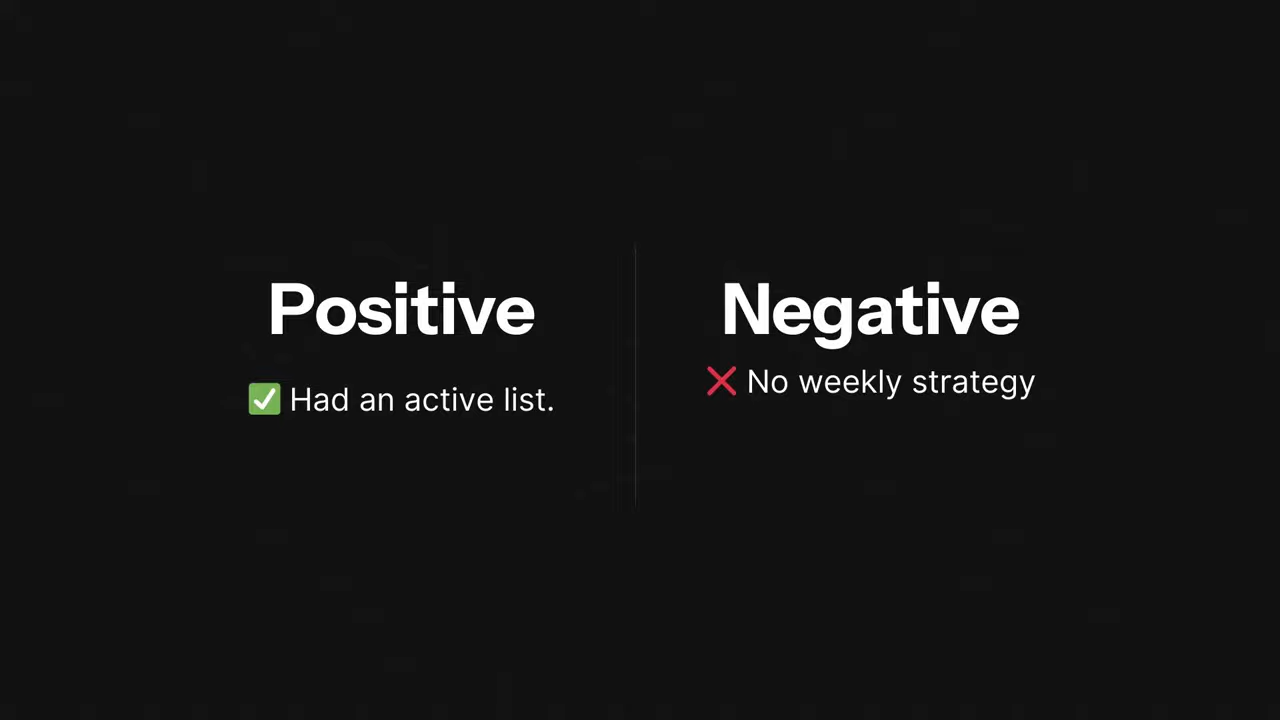 Positive
✅ Had an active list.
Negative
❌ No weekly strategy